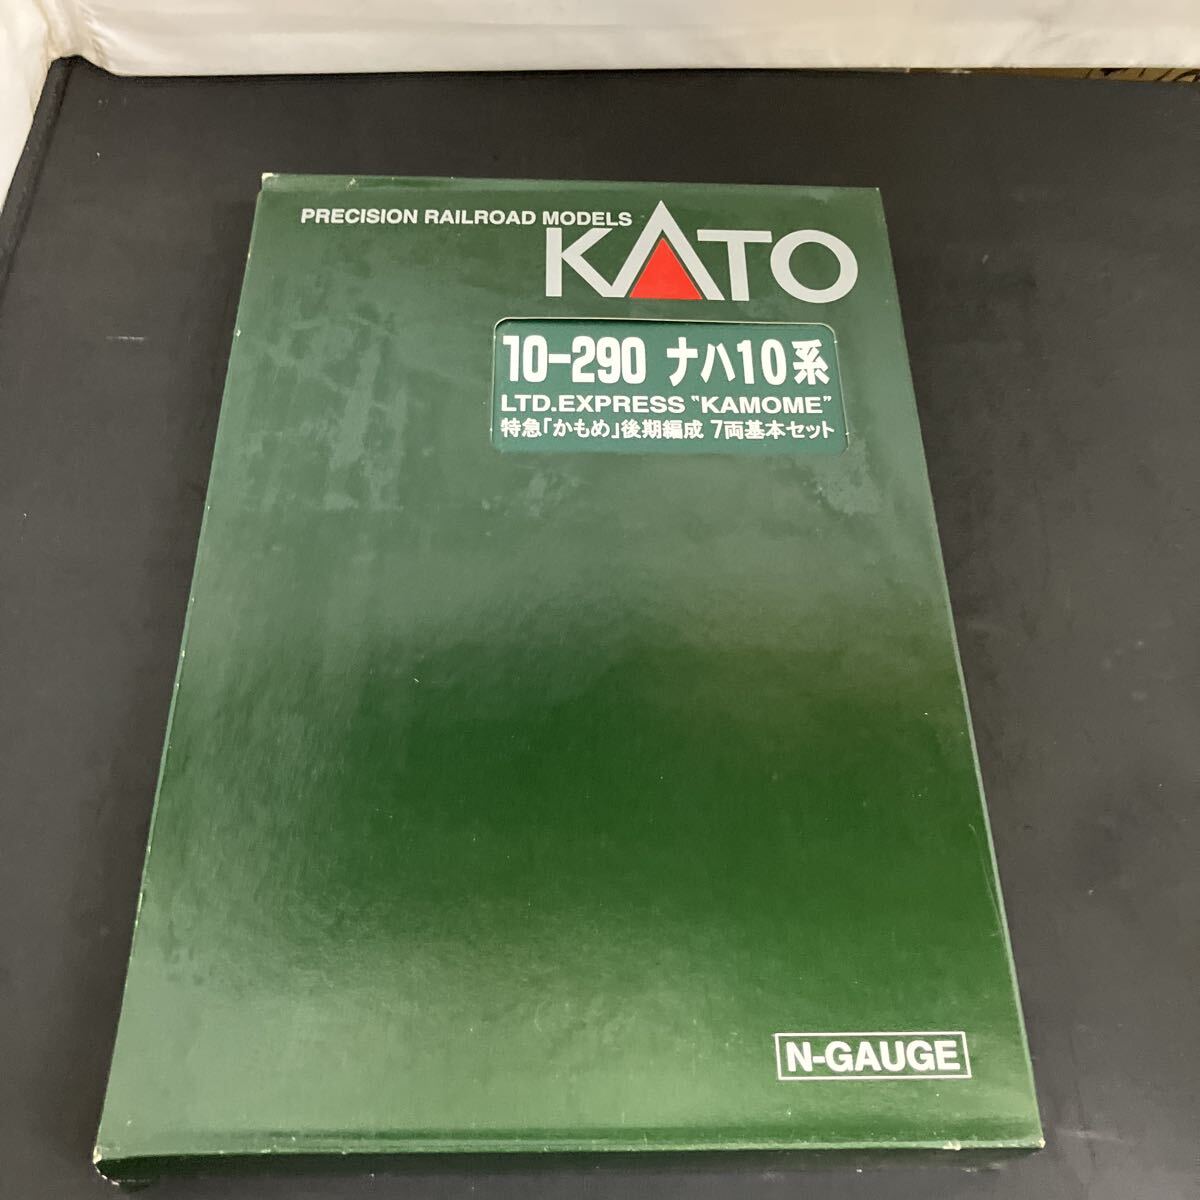 PRECISION RAILROAD MODELS
KATO
10-290 ナハ10系
LTD.EXPRESS "KAMOME"
特急「かもめ」後期編成 7両基本セット
N-GAUGE